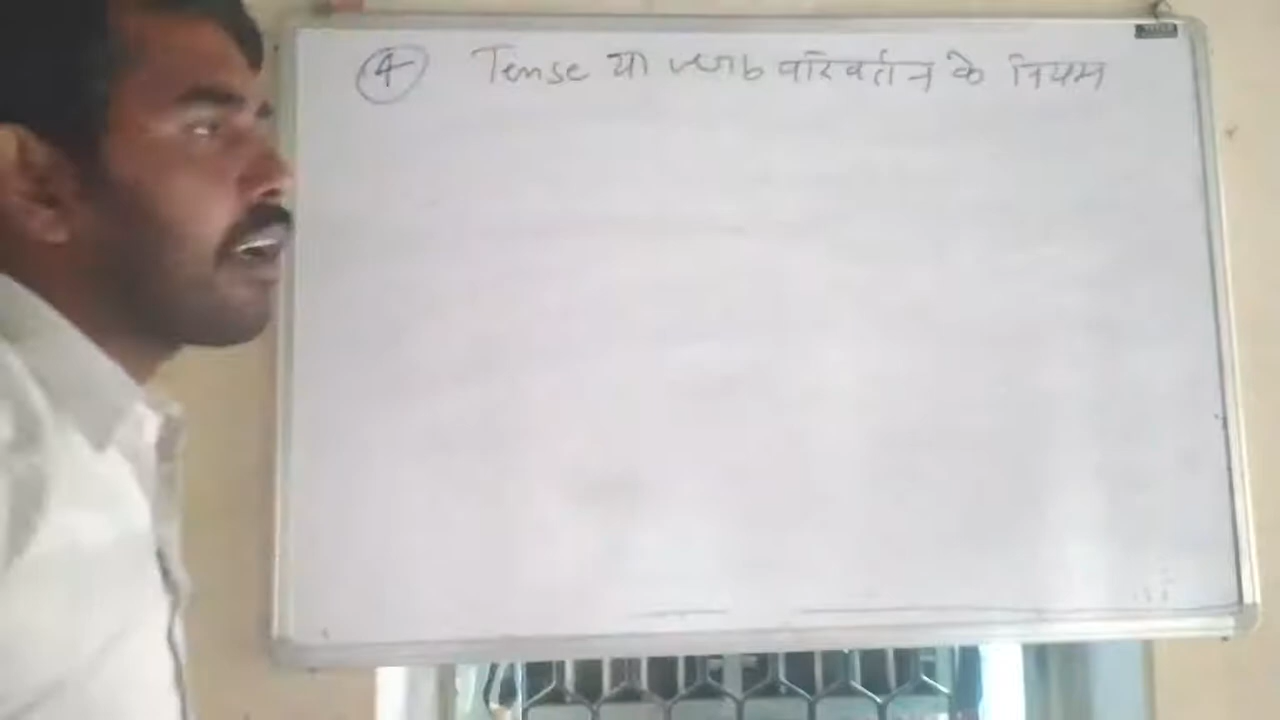 ④ Tense या verb परिवर्तन के नियम